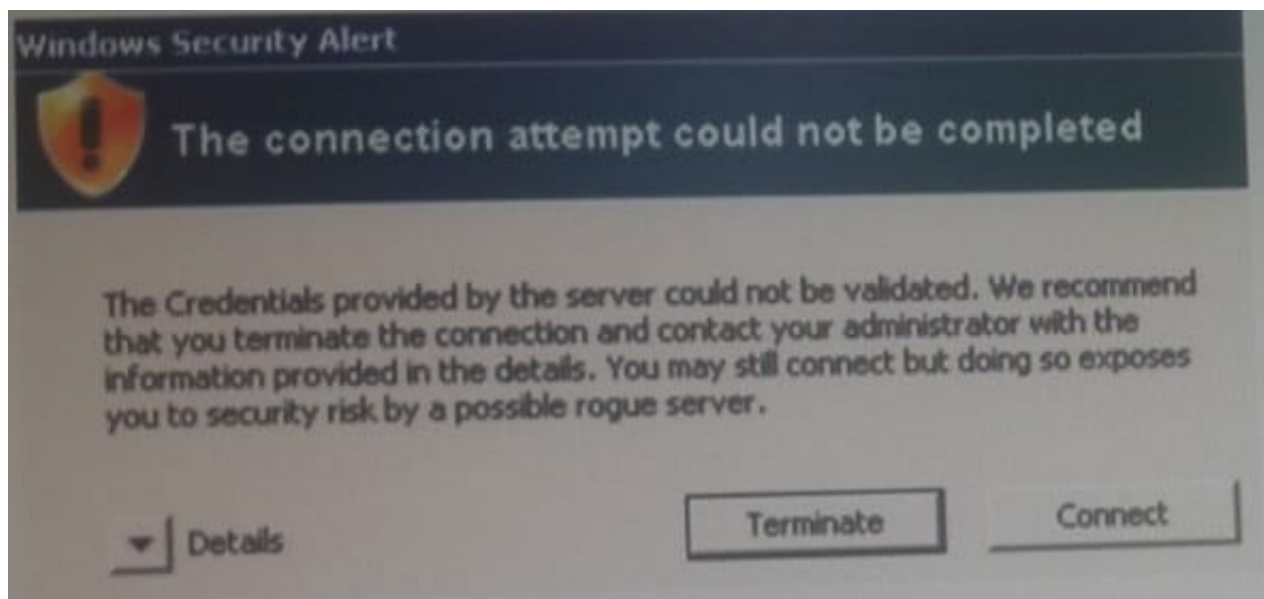 Windows Security Alert
The connection attempt could not be completed
The Credentials provided by the server could not be validated. We recommend
that you terminate the connection and contact your administrator with the
information provided in the details. You may still connect but doing so exposes
you to security risk by a possible rogue server.
Details
Terminate
Connect